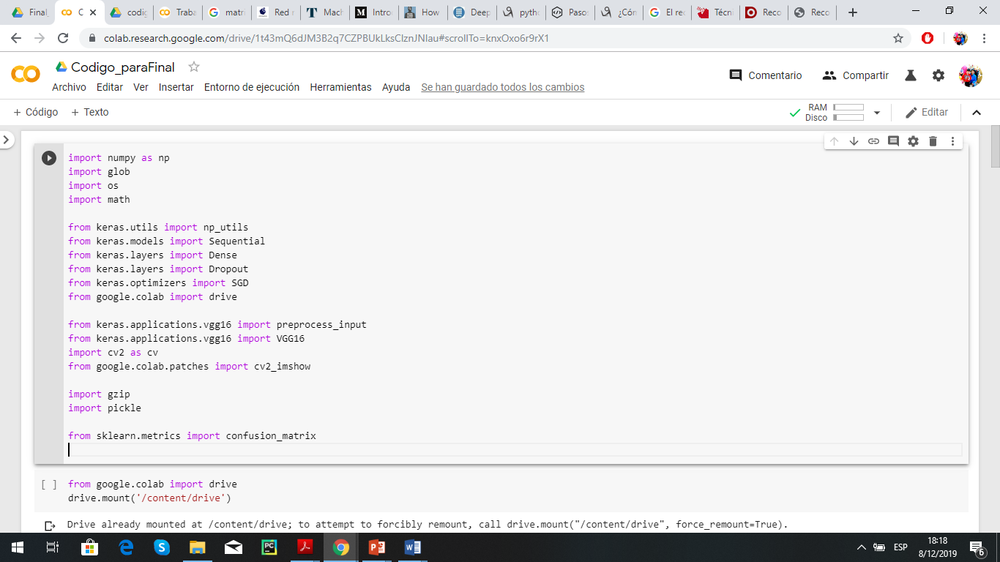 Final_
C
codig
Traba
matri
Red n
Mach
Intro
How
Deep
pytho
Paso
¿Cón
El rec
Técni
Reco
Reco
colab.research.google.com/drive/1t43mQ6dJM3B2q7CZPBUkLksCIznJNIau#scrollTo=knxOxo6r9rX1
Codigo_paraFinal
Comentario
Compartir
Archivo Editar Ver Insertar Entorno de ejecución Herramientas Ayuda Se han guardado todos los cambios
+ Código + Texto
RAM
Disco
Editar
import numpy as np
import glob
import os
import math
from keras.utils import np_utils
from keras.models import Sequential
from keras.layers import Dense
from keras.layers import Dropout
from keras.optimizers import SGD
from google.colab import drive
from keras.applications.vgg16 import preprocess_input
from keras.applications.vgg16 import VGG16
import cv2 as cv
from google.colab.patches import cv2_imshow
import gzip
import pickle
from sklearn.metrics import confusion_matrix
[ ] from google.colab import drive
drive.mount('/content/drive')
Drive already mounted at /content/drive; to attempt to forcibly remount, call drive.mount("/content/drive", force_remount=True).
ESP
18:18
8/12/2019
6